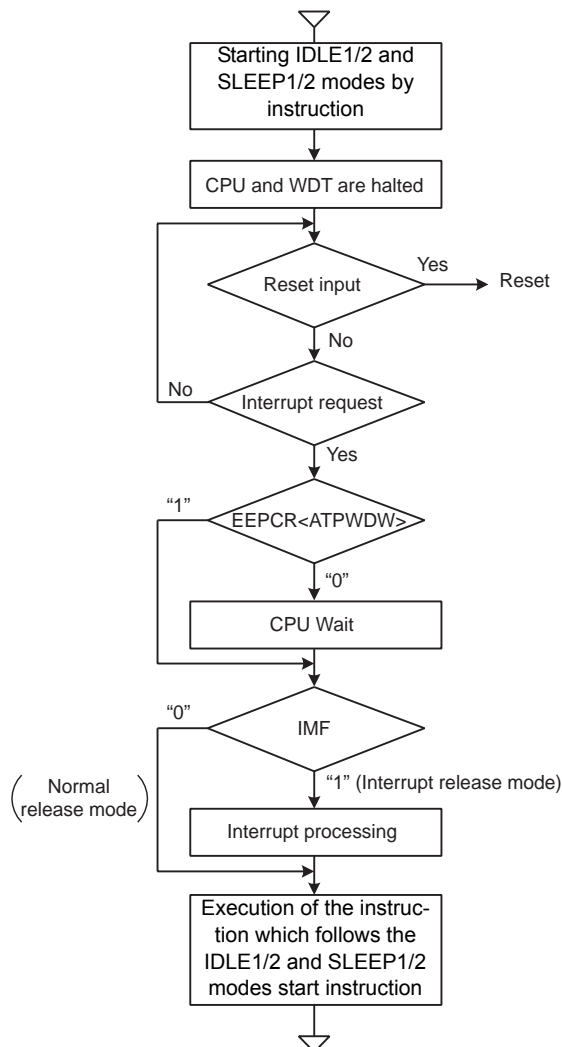 Starting IDLE1/2 and
SLEEP1/2 modes by
instruction
CPU and WDT are halted
Reset input
Yes
Reset
No
No
Interrupt request
Yes
“1”
EEPCR<ATPWDW>
“0”
CPU Wait
“0”
IMF
“1” (Interrupt release mode)
(Normal
release mode)
Interrupt processing
Execution of the instruc-
tion which follows the
IDLE1/2 and SLEEP1/2
modes start instruction